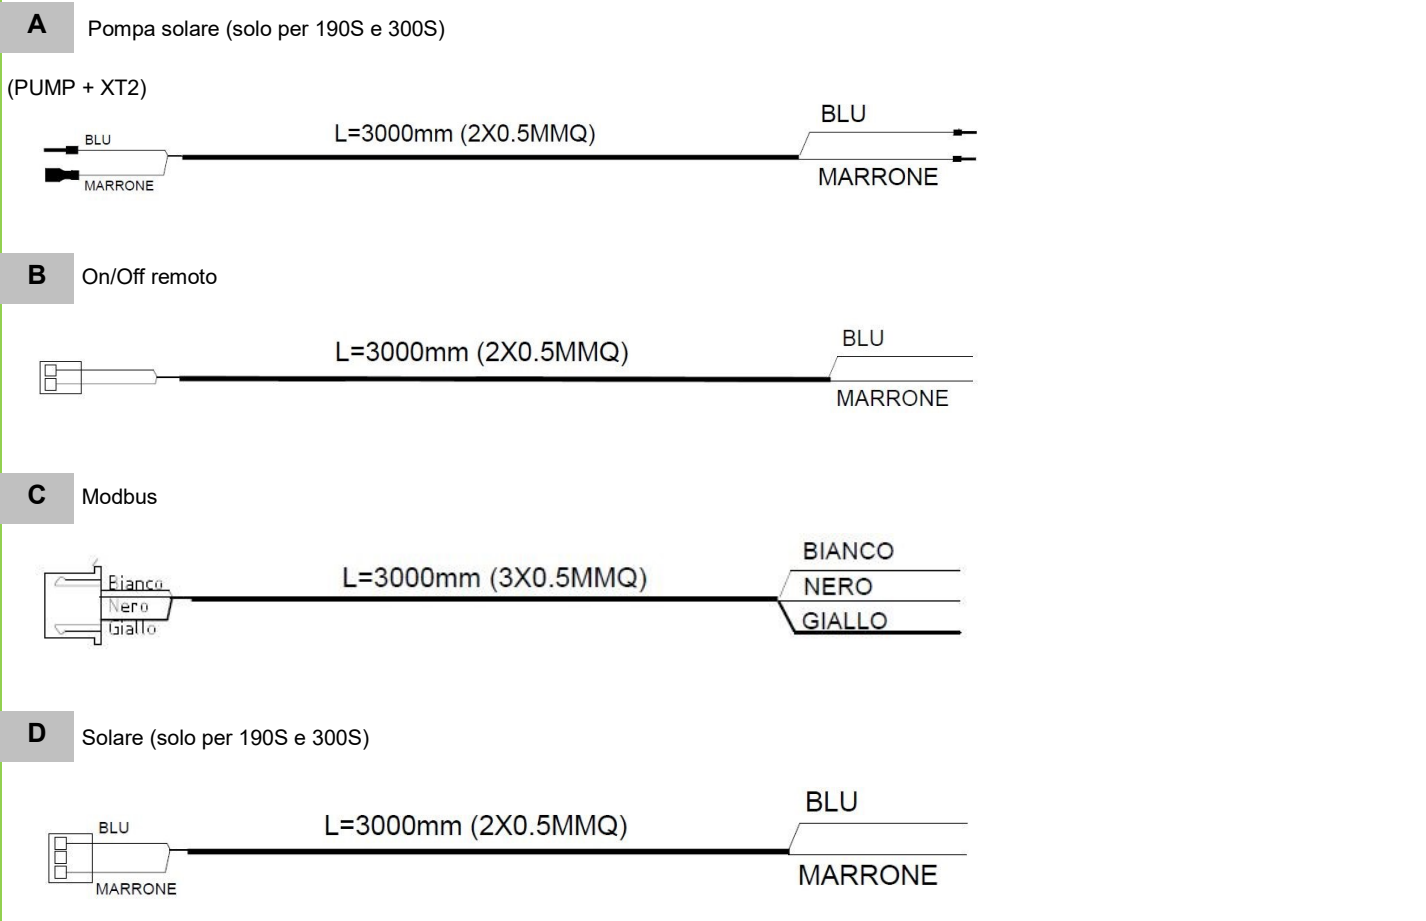 A Pompa solare (solo per 190S e 300S)
(PUMP + XT2)
BLU
BLU L=3000mm (2X0.5MMQ)
MARRONE
MARRONE
B On/Off remoto
BLU
L=3000mm (2X0.5MMQ)
MARRONE
C Modbus
BIANCO
Bianco L=3000mm (3X0.5MMQ) NERO
Nero
Giallo GIALLO
D Solare (solo per 190S e 300S)
BLU
BLU L=3000mm (2X0.5MMQ)
MARRONE
MARRONE